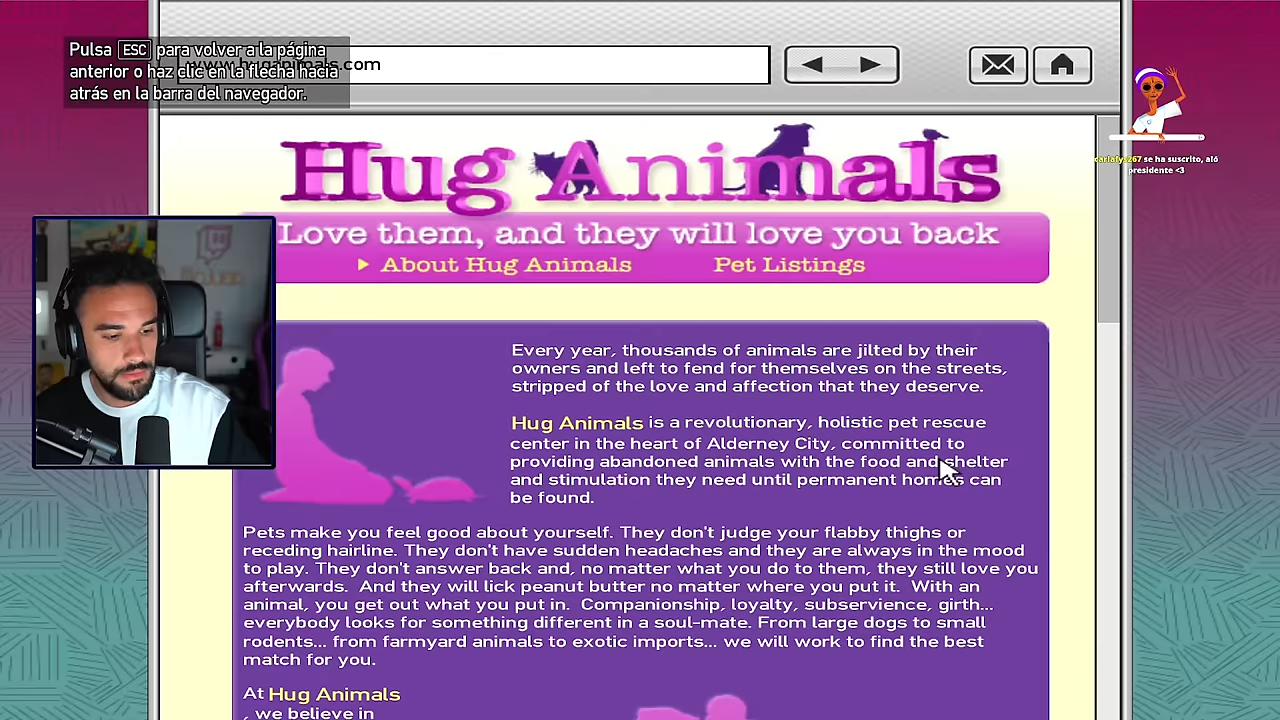 Pulsa ESC para volver a la página
anterior o haz clic en la flecha hacia
atrás en la barra del navegador.
www.huganimals.com
carlafys267 se ha suscrito, aló
presidente <3
Hug Animals
Love them, and they will love you back
About Hug Animals
Pet Listings
Every year, thousands of animals are jilted by their
owners and left to fend for themselves on the streets,
stripped of the love and affection that they deserve.
Hug Animals is a revolutionary, holistic pet rescue
center in the heart of Alderney City, committed to
providing abandoned animals with the food and shelter
and stimulation they need until permanent homes can
be found.
Pets make you feel good about yourself. They don't judge your flabby thighs or
receding hairline. They don't have sudden headaches and they are always in the mood
to play. They don't answer back and, no matter what you do to them, they still love you
afterwards. And they will lick peanut butter no matter where you put it. With an
animal, you get out what you put in. Companionship, loyalty, subservience, girth...
everybody looks for something different in a soul-mate. From large dogs to small
rodents... from farmyard animals to exotic imports... we will work to find the best
match for you.
At Hug Animals
, we believe in